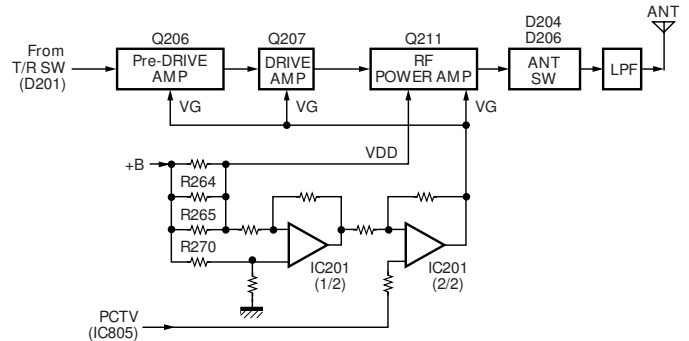 ANT
Q206
Q207
Q211
D204
D206
From
T/R SW
(D201)
Pre-DRIVE
AMP
DRIVE
AMP
RF
POWER AMP
ANT
SW
LPF
VG
VG
VG
+B
VDD
R264
R265
R270
IC201
(1/2)
IC201
(2/2)
PCTV
(IC805)